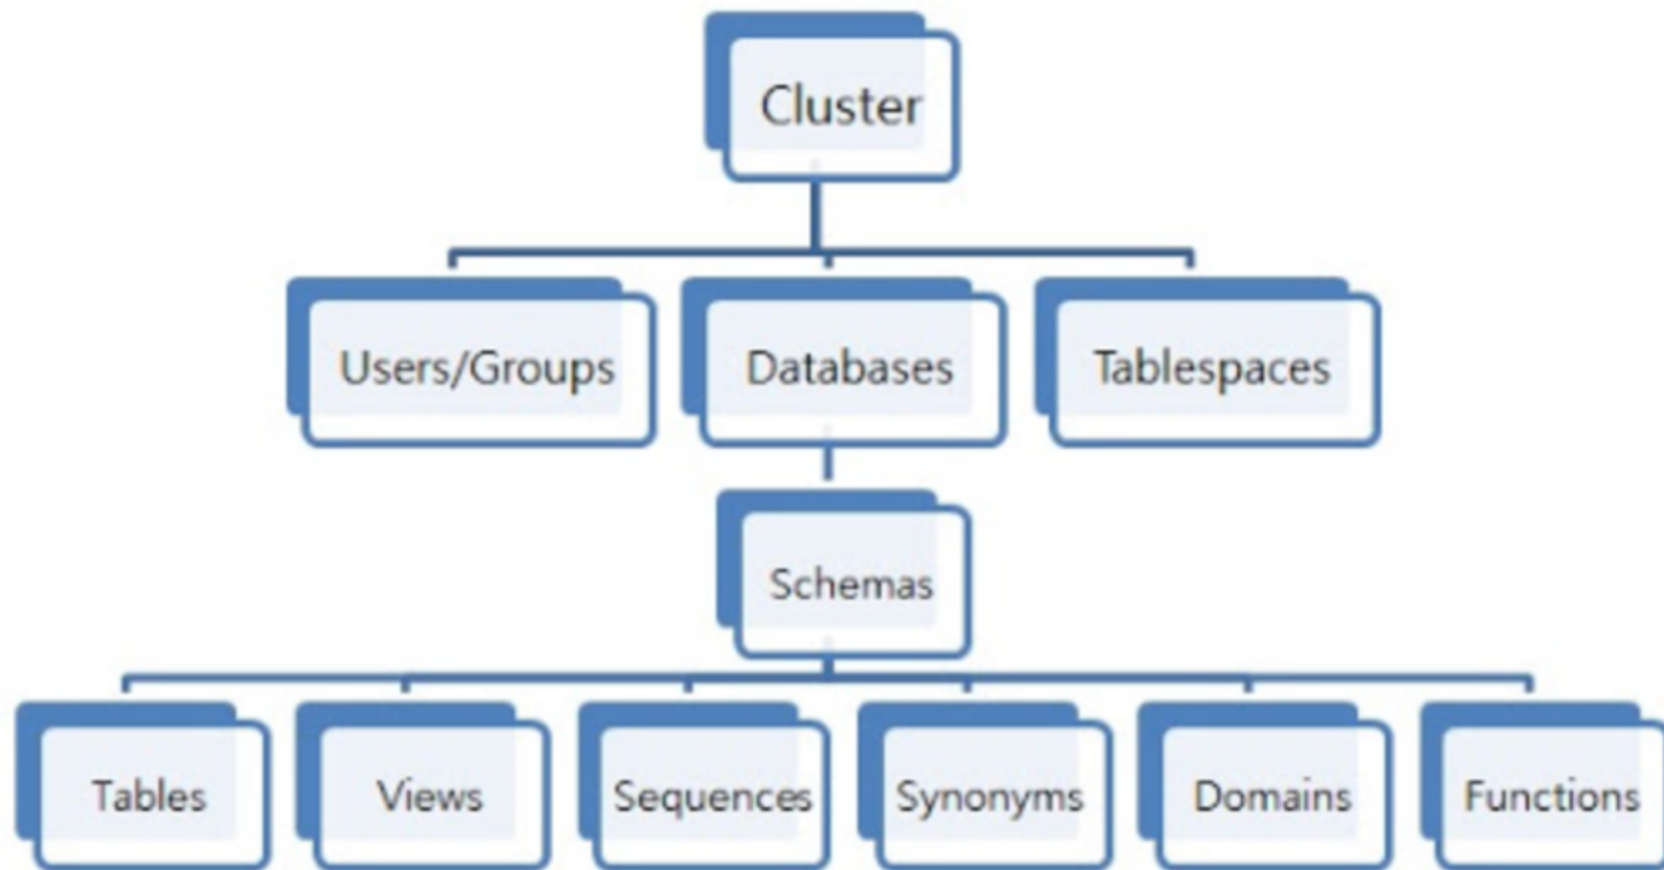 Cluster
Users/Groups
Databases
Tablespaces
Schemas
Tables
Views
Sequences
Synonyms
Domains
Functions